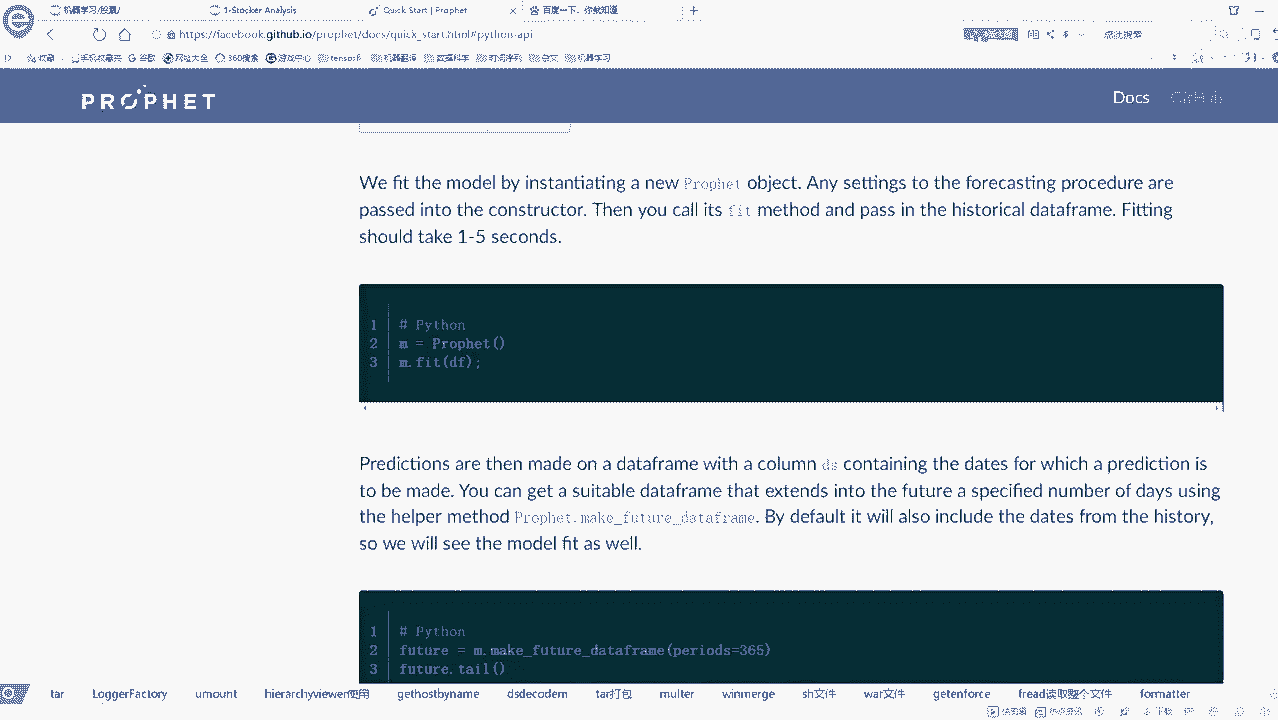 机器学习/股票/
1-Stocker Analysis
Quick Start | Prophet
百度一下，你就知道
https://facebook.github.io/prophet/docs/quick_start.html#python-api
收藏
手机收藏夹
谷歌
网址大全
360搜索
游戏中心
tensorfl
机器翻译
数据科学
时间序列
杂文
机器学习
PROPHET
Docs
GitHub
We fit the model by instantiating a new Prophet object. Any settings to the forecasting procedure are
passed into the constructor. Then you call its fit method and pass in the historical dataframe. Fitting
should take 1-5 seconds.
1 # Python
2 m = Prophet()
3 m.fit(df);
Predictions are then made on a dataframe with a column ds containing the dates for which a prediction is
to be made. You can get a suitable dataframe that extends into the future a specified number of days using
the helper method Prophet.make_future_dataframe. By default it will also include the dates from the history,
so we will see the model fit as well.
1 # Python
2 future = m.make_future_dataframe(periods=365)
3 future.tail()
tar
LoggerFactory
umount
hierarchyviewer使用
gethostbyname
dsdecodem
tar打包
multer
winmerge
sh文件
war文件
getenforce
fread读取整个文件
formatter
下载